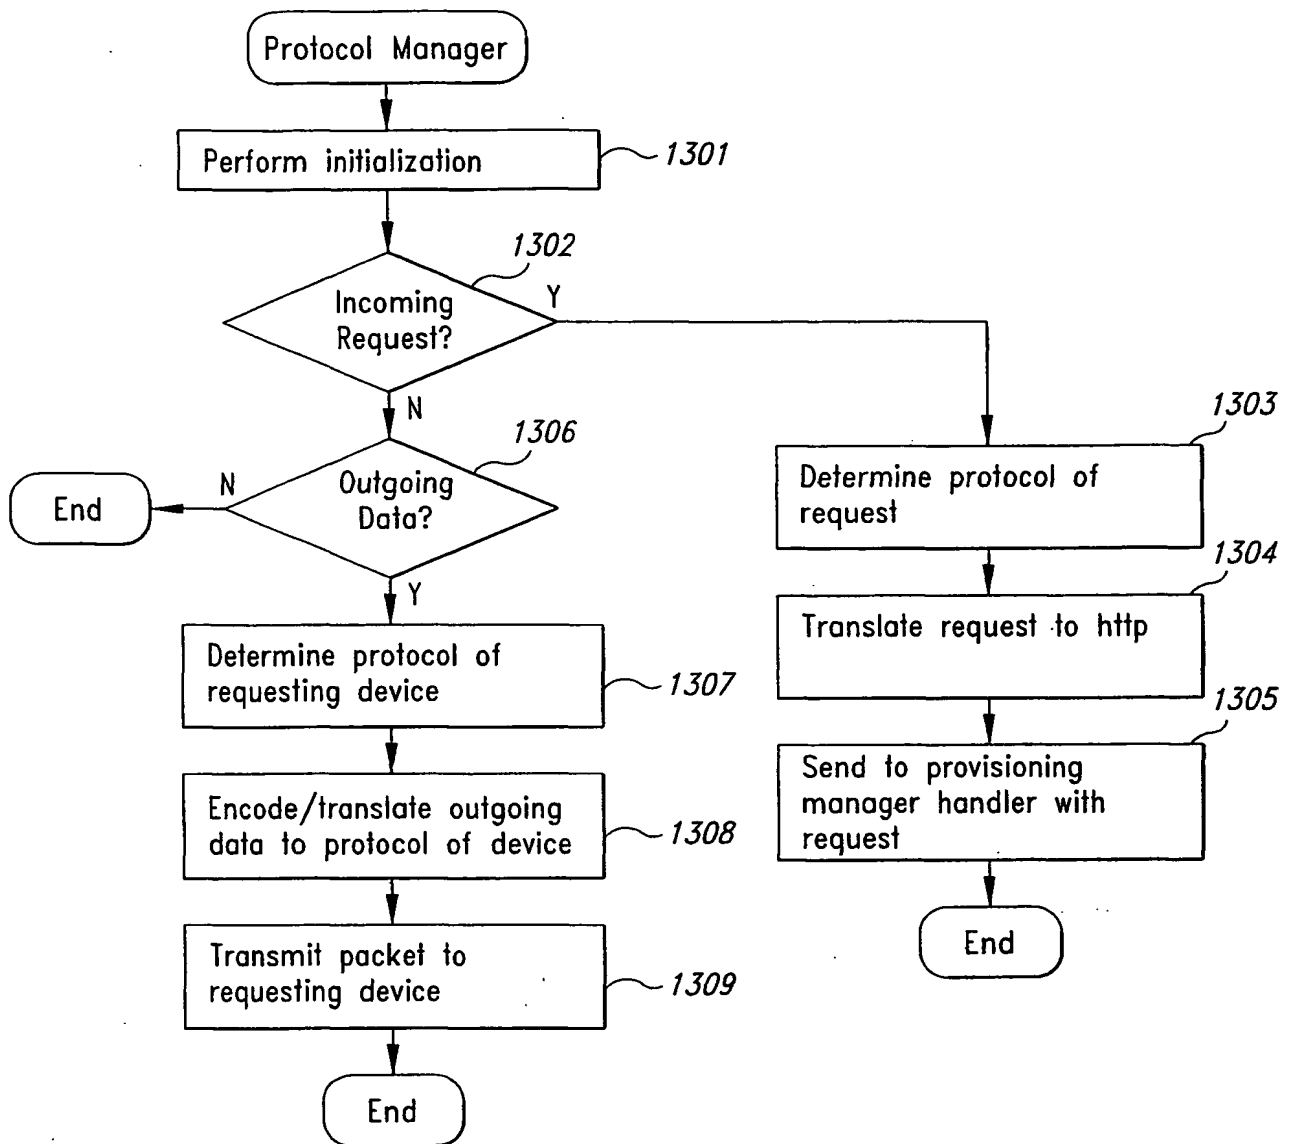 Protocol Manager
Perform initialization
1301
1302
Incoming
Request?
Y
N
1306
Outgoing
Data?
N
End
Y
Determine protocol of
requesting device
1307
Encode/translate outgoing
data to protocol of device
1308
Transmit packet to
requesting device
1309
End
1303
Determine protocol of
request
1304
Translate request to http
1305
Send to provisioning
manager handler with
request
End